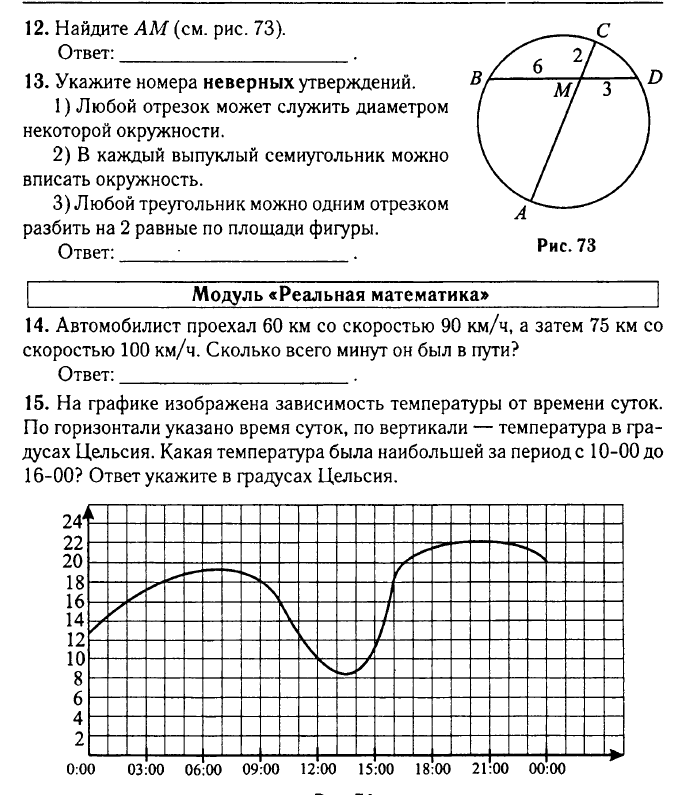 12. Найдите AM (см. рис. 73).
Ответ: ______________________ .
13. Укажите номера неверных утверждений.
1) Любой отрезок может служить диаметром
некоторой окружности.
2) В каждый выпуклый семиугольник можно
вписать окружность.
3) Любой треугольник можно одним отрезком
разбить на 2 равные по площади фигуры.
Ответ: ______________________ .
C
2
6
B
D
M
3
A
Рис. 73
Модуль «Реальная математика»
14. Автомобилист проехал 60 км со скоростью 90 км/ч, а затем 75 км со
скоростью 100 км/ч. Сколько всего минут он был в пути?
Ответ: ______________________ .
15. На графике изображена зависимость температуры от времени суток.
По горизонтали указано время суток, по вертикали — температура в гра-
дусах Цельсия. Какая температура была наибольшей за период с 10-00 до
16-00? Ответ укажите в градусах Цельсия.
24
22
20
18
16
14
12
10
8
6
4
2
0:00 03:00 06:00 09:00 12:00 15:00 18:00 21:00 00:00